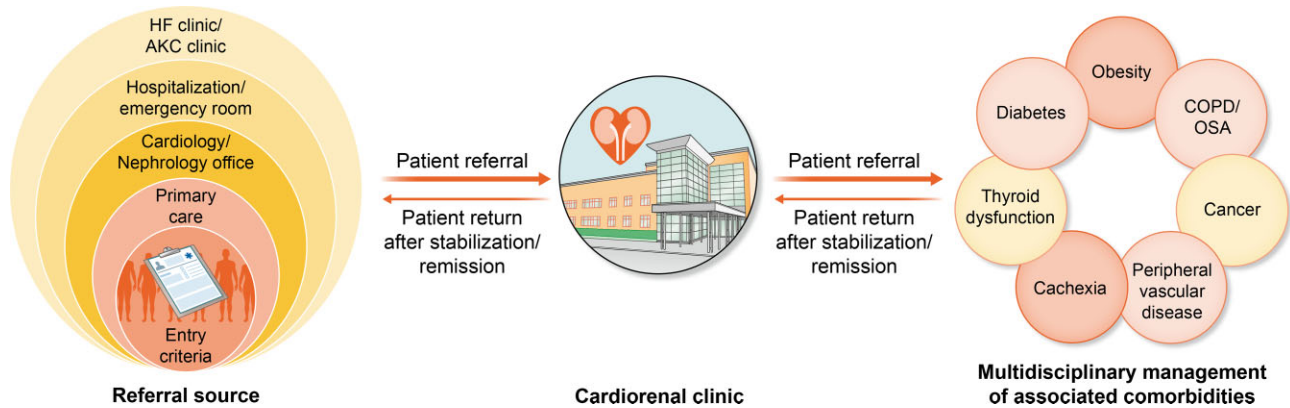 HF clinic/
AKC clinic
Hospitalization/
emergency room
Cardiology/
Nephrology office
Primary
care
Entry
criteria
Referral source
Patient referral
Patient return
after stabilization/
remission
Cardiorenal clinic
Patient referral
Patient return
after stabilization/
remission
Obesity
COPD/
OSA
Cancer
Peripheral
vascular
disease
Cachexia
Thyroid
dysfunction
Diabetes
Multidisciplinary management
of associated comorbidities